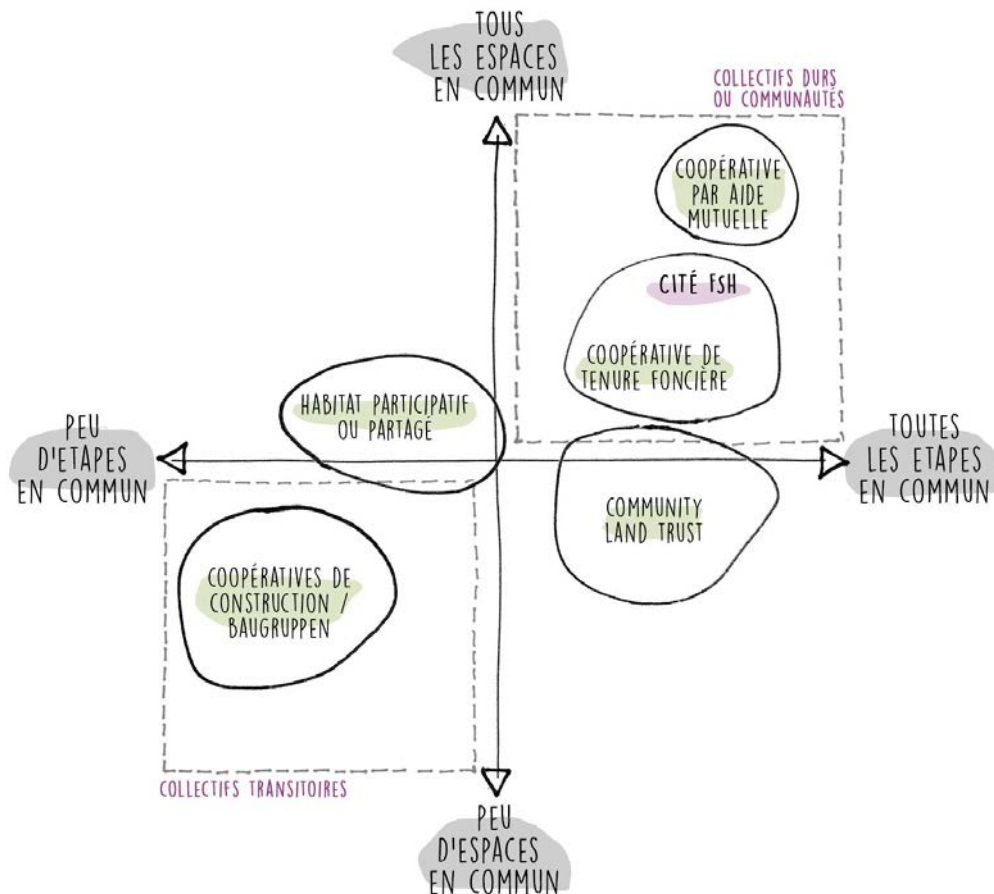 TOUS
LES ESPACES
EN COMMUN
COLLECTIFS DURS
OU COMMUNAUTÉS
COOPÉRATIVE
PAR AIDE
MUTUELLE
CITÉ FSH
COOPÉRATIVE DE
TENURE FONCIÈRE
HABITAT PARTICIPATIF
OU PARTAGÉ
PEU
D'ETAPES
EN COMMUN
TOUTES
LES ETAPES
EN COMMUN
COMMUNITY
LAND TRUST
COOPÉRATIVES DE
CONSTRUCTION /
BAUGRUPPEN
COLLECTIFS TRANSITOIRES
PEU
D'ESPACES
EN COMMUN